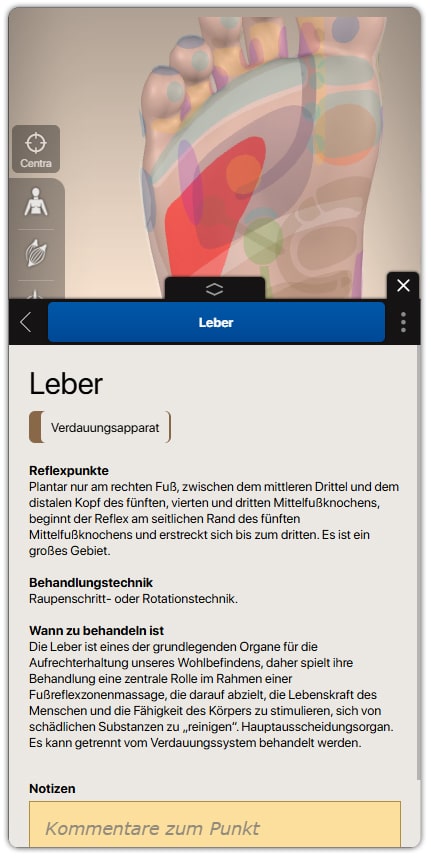 Centra
Leber
Leber
Verdauungsapparat
Reflexpunkte
Plantar nur am rechten Fuß, zwischen dem mittleren Drittel und dem
distalen Kopf des fünften, vierten und dritten Mittelfußknochens,
beginnt der Reflex am seitlichen Rand des fünften
Mittelfußknochens und erstreckt sich bis zum dritten. Es ist ein
großes Gebiet.
Behandlungstechnik
Raupenschritt- oder Rotationstechnik.
Wann zu behandeln ist
Die Leber ist eines der grundlegenden Organe für die
Aufrechterhaltung unseres Wohlbefindens, daher spielt ihre
Behandlung eine zentrale Rolle im Rahmen einer
Fußreflexzonenmassage, die darauf abzielt, die Lebenskraft des
Menschen und die Fähigkeit des Körpers zu stimulieren, sich von
schädlichen Substanzen zu „reinigen“. Hauptausscheidungsorgan.
Es kann getrennt vom Verdauungssystem behandelt werden.
Notizen
Kommentare zum Punkt